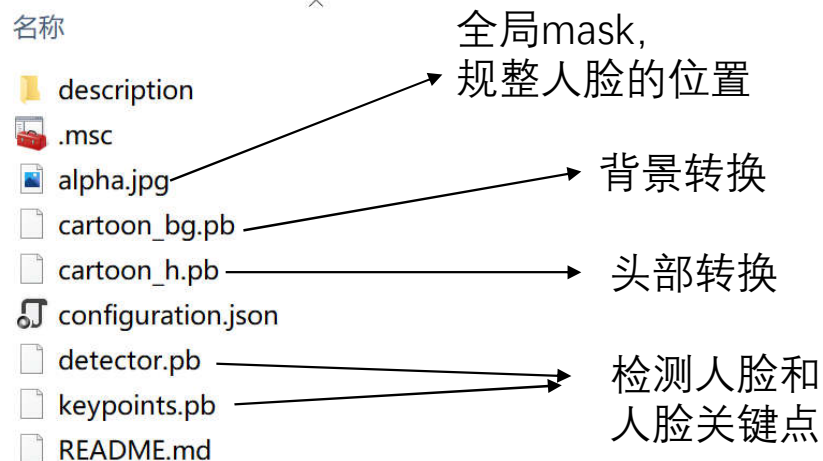 名称
全局mask,
规整人脸的位置
description
.msc
alpha.jpg
背景转换
cartoon_bg.pb
cartoon_h.pb
头部转换
configuration.json
detector.pb
检测人脸和
keypoints.pb
人脸关键点
README.md